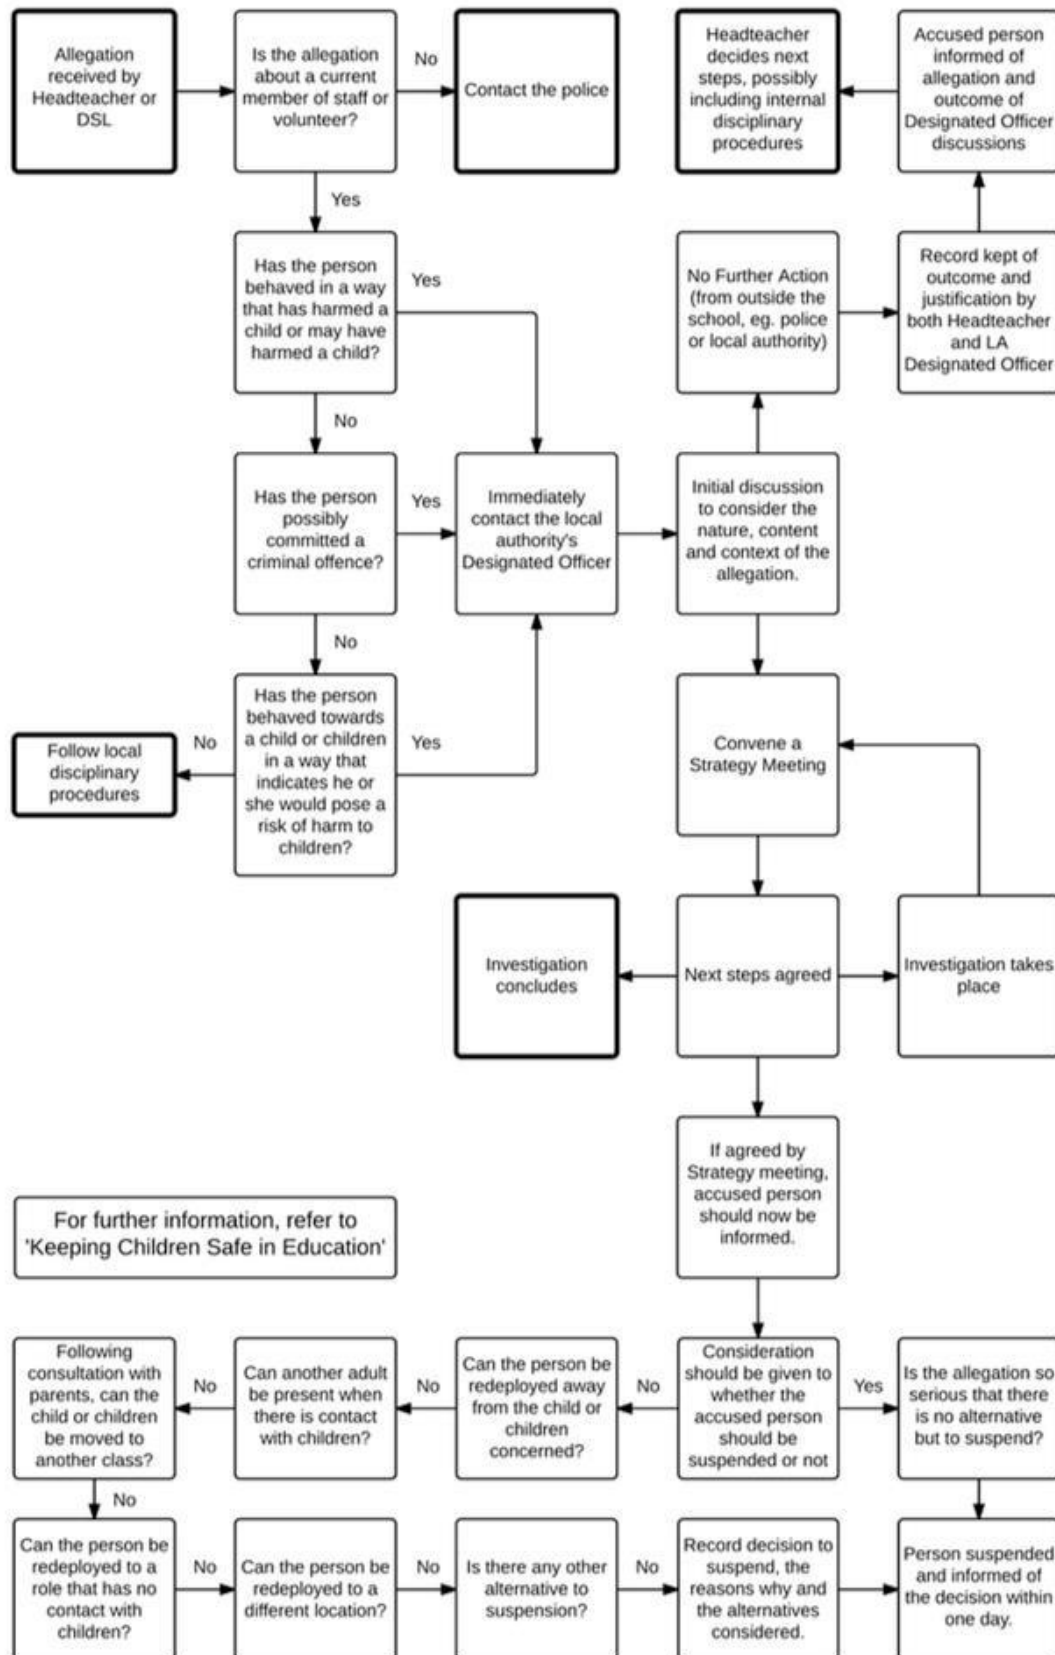 Allegation
received by
Headteacher or
DSL
Is the allegation
about a current
member of staff or
volunteer?
No
Contact the police
Headteacher
decides next
steps, possibly
including internal
disciplinary
procedures
Accused person
informed of
allegation and
outcome of
Designated Officer
discussions
Yes
Has the person
behaved in a way
that has harmed a
child or may have
harmed a child?
Yes
No Further Action
(from outside the
school, eg. police
or local authority)
Record kept of
outcome and
justification by
both Headteacher
and LA
Designated Officer
No
Has the person
possibly
committed a
criminal offence?
Yes
Immediately
contact the local
authority's
Designated Officer
Initial discussion
to consider the
nature, content
and context of the
allegation.
No
Follow local
disciplinary
procedures
No
Has the person
behaved towards
a child or children
in a way that
indicates he or
she would pose a
risk of harm to
children?
Yes
Convene a
Strategy Meeting
Investigation
concludes
Next steps agreed
Investigation takes
place
If agreed by
Strategy meeting,
accused person
should now be
informed.
For further information, refer to
'Keeping Children Safe in Education'
Following
consultation with
parents, can the
child or children
be moved to
another class?
No
Can another adult
be present when
there is contact
with children?
No
Can the person be
redeployed away
from the child or
children
concerned?
No
Consideration
should be given to
whether the
accused person
should be
suspended or not
Yes
Is the allegation so
serious that there
is no alternative
but to suspend?
No
Can the person be
redeployed to a
role that has no
contact with
children?
No
Can the person be
redeployed to a
different location?
No
Is there any other
alternative to
suspension?
No
Record decision to
suspend, the
reasons why and
the alternatives
considered.
Person suspended
and informed of
the decision within
one day.